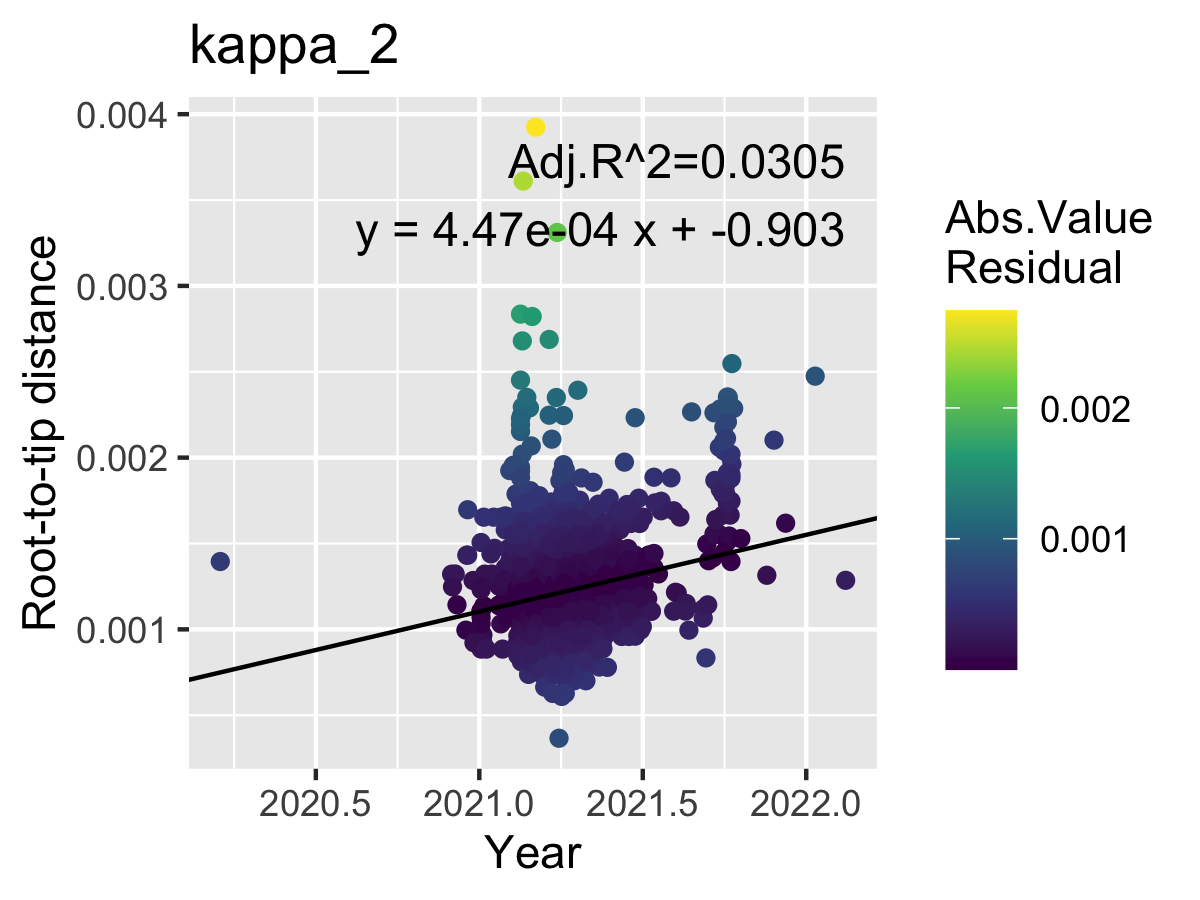 kappa_2
0.004
0.003
0.002
0.001
Root-to-tip distance
Adj.R^2=0.0305
y = 4.47e-04 x + -0.903
2020.5 2021.0 2021.5 2022.0
Year
Abs.Value
Residual
0.002
0.001